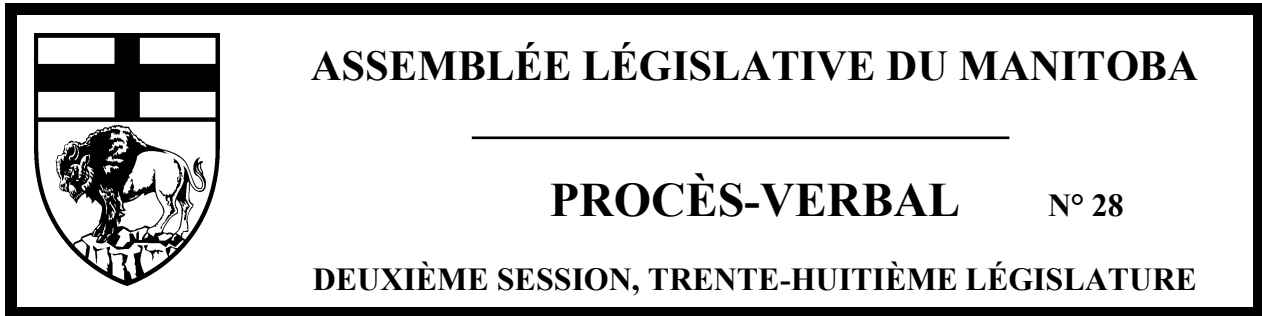 ASSEMBLÉE LÉGISLATIVE DU MANITOBA
PROCÈS-VERBAL N° 28
DEUXIÈME SESSION, TRENTE-HUITIÈME LÉGISLATURE